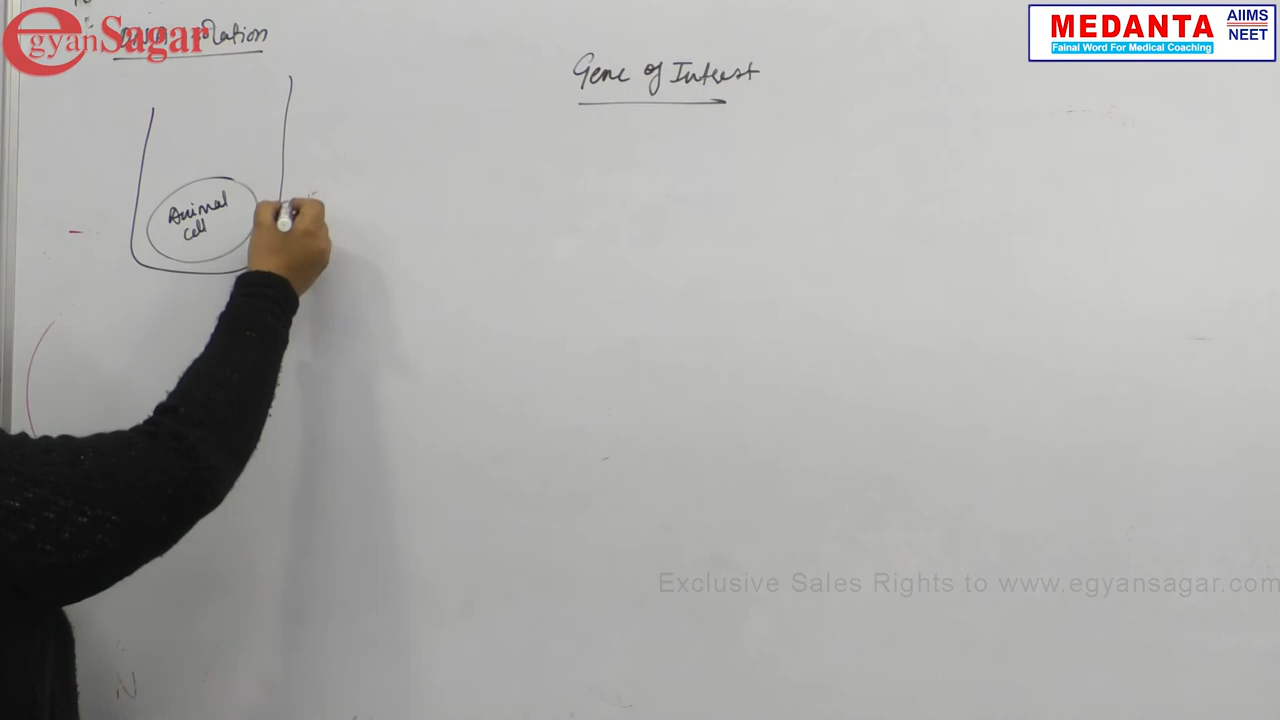 egyanSagar
MEDANTA
Fainal Word For Medical Coaching
AIIMS
NEET
Gene of Interest
Animal
cell
Exclusive Sales Rights to www.egyansagar.com
N